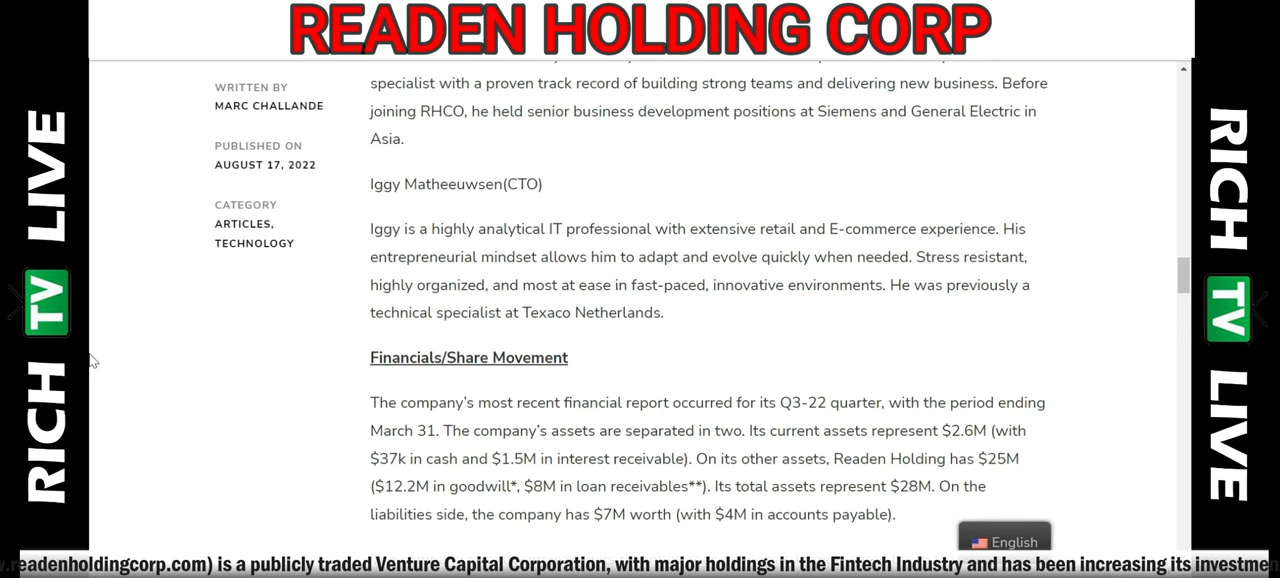 READEN HOLDING CORP
RICH TV LIVE
WRITTEN BY
MARC CHALLANDE
PUBLISHED ON
AUGUST 17, 2022
CATEGORY
ARTICLES,
TECHNOLOGY
specialist with a proven track record of building strong teams and delivering new business. Before
joining RHCO, he held senior business development positions at Siemens and General Electric in
Asia.
Iggy Matheeuwsen(CTO)
Iggy is a highly analytical IT professional with extensive retail and E-commerce experience. His
entrepreneurial mindset allows him to adapt and evolve quickly when needed. Stress resistant,
highly organized, and most at ease in fast-paced, innovative environments. He was previously a
technical specialist at Texaco Netherlands.
Financials/Share Movement
The company's most recent financial report occurred for its Q3-22 quarter, with the period ending
March 31. The company's assets are separated in two. Its current assets represent $2.6M (with
$37k in cash and $1.5M in interest receivable). On its other assets, Readen Holding has $25M
($12.2M in goodwill*, $8M in loan receivables**). Its total assets represent $28M. On the
liabilities side, the company has $7M worth (with $4M in accounts payable).
English
RICH TV LIVE
.readenholdingcorp.com) is a publicly traded Venture Capital Corporation, with major holdings in the Fintech Industry and has been increasing its investme